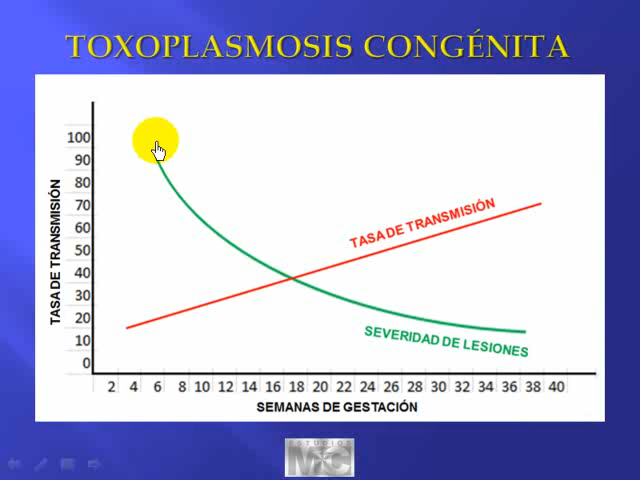 TOXOPLASMOSIS CONGÉNITA
TASA DE TRANSMISIÓN
100
90
80
70
60
50
40
30
20
10
0
TASA DE TRANSMISIÓN
SEVERIDAD DE LESIONES
2 4 6 8 10 12 14 16 18 20 22 24 26 28 30 32 34 36 38 40
SEMANAS DE GESTACIÓN
ESTUDIOS
MC